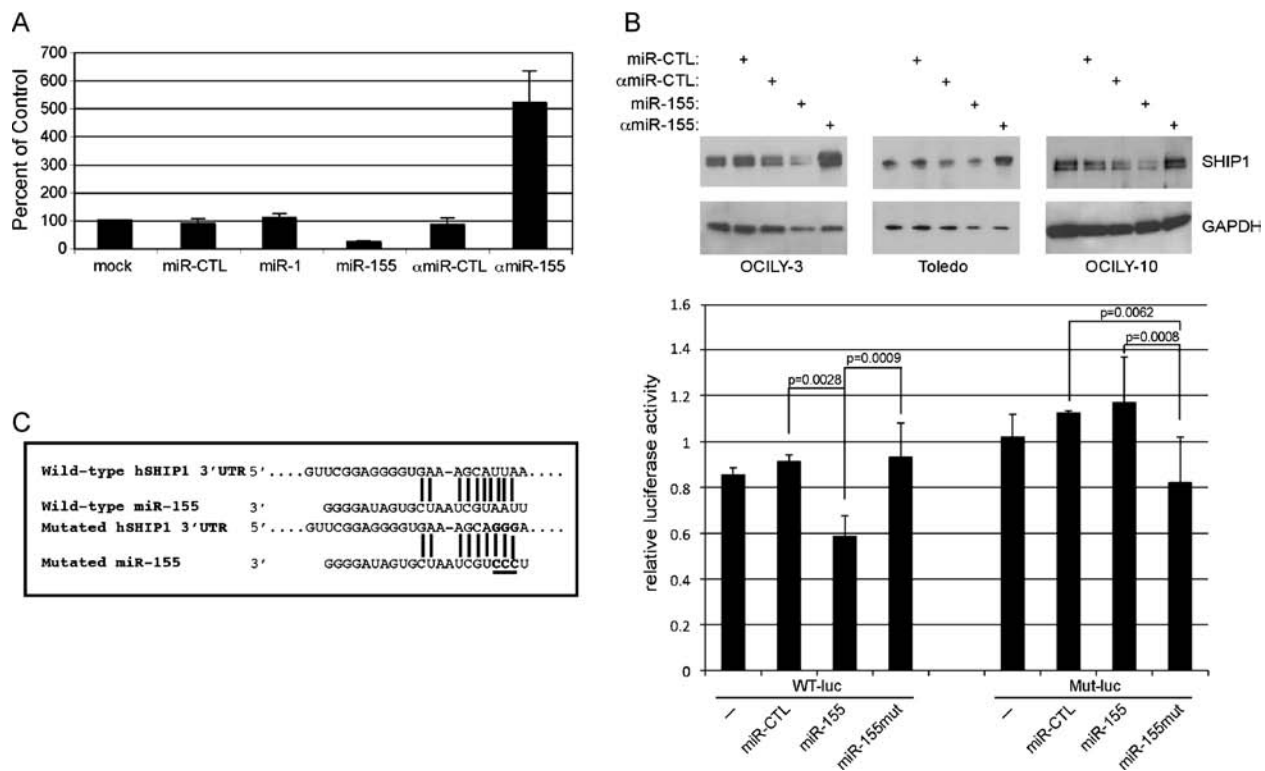 A
Percent of Control
700
600
500
400
300
200
100
0
mock miR-CTL miR-1 miR-155 αmiR-CTL αmiR-155
B
miR-CTL: + + +
αmiR-CTL: + + +
miR-155: + + +
αmiR-155: + + +
SHIP1
GAPDH
OCILY-3 Toledo OCILY-10
C
Wild-type hSHIP1 3'UTR 5' ....GUUCGGAGGGGUGAA-AGCAUUAA....
Wild-type miR-155 3' GGGGAUAGUGCUAAUCGUAAUU
Mutated hSHIP1 3'UTR 5' ....GUUCGGAGGGGUGAA-AGCAGGGA....
Mutated miR-155 3' GGGGAUAGUGCUAAUCGUCCCU
relative luciferase activity
1.6
1.4
1.2
1
0.8
0.6
0.4
0.2
0
p=0.0028
p=0.0009
p=0.0062
p=0.0008
WT-luc Mut-luc
– miR-CTL miR-155 miR-155mut – miR-CTL miR-155 miR-155mut